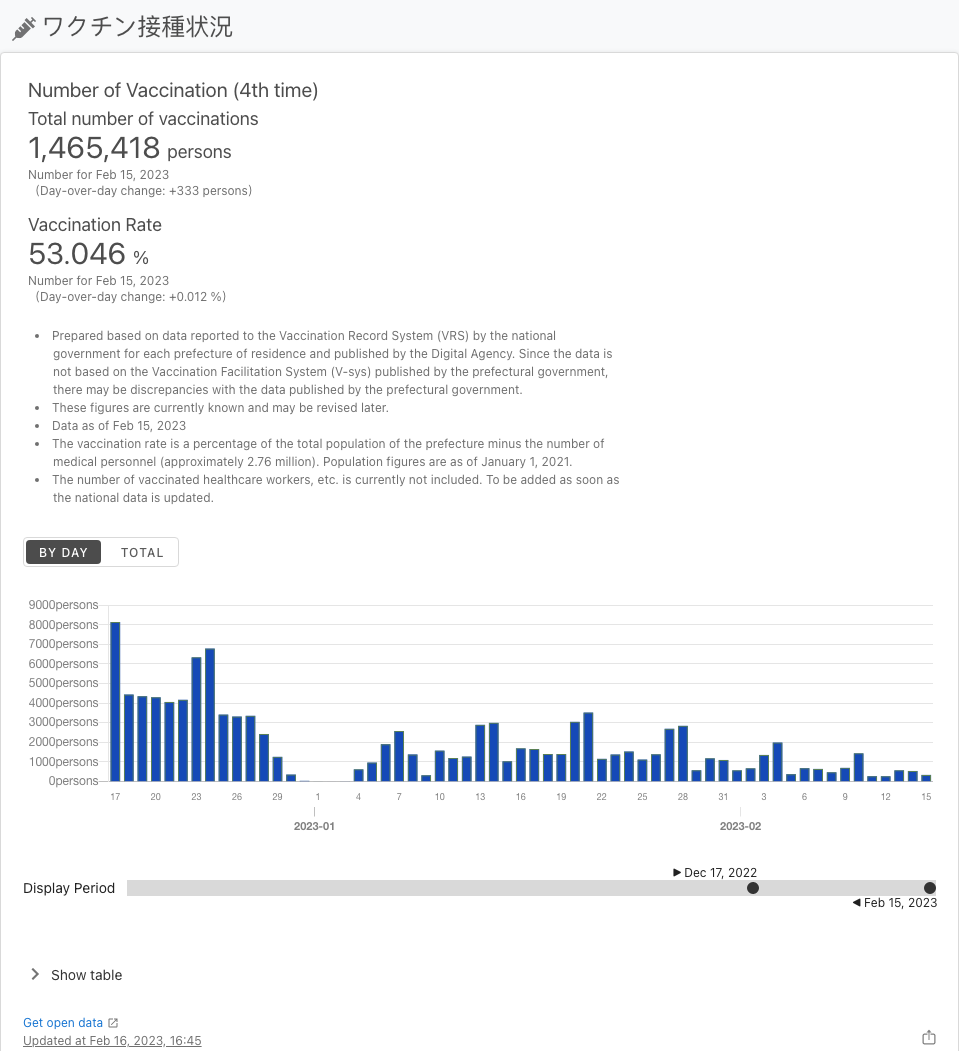 ワクチン接種状況
Number of Vaccination (4th time)
Total number of vaccinations
1,465,418 persons
Number for Feb 15, 2023
(Day-over-day change: +333 persons)
Vaccination Rate
53.046 %
Number for Feb 15, 2023
(Day-over-day change: +0.012 %)
• Prepared based on data reported to the Vaccination Record System (VRS) by the national
government for each prefecture of residence and published by the Digital Agency. Since the data is
not based on the Vaccination Facilitation System (V-sys) published by the prefectural government,
there may be discrepancies with the data published by the prefectural government.
• These figures are currently known and may be revised later.
• Data as of Feb 15, 2023
• The vaccination rate is a percentage of the total population of the prefecture minus the number of
medical personnel (approximately 2.76 million). Population figures are as of January 1, 2021.
• The number of vaccinated healthcare workers, etc. is currently not included. To be added as soon as
the national data is updated.
BY DAY TOTAL
9000persons
8000persons
7000persons
6000persons
5000persons
4000persons
3000persons
2000persons
1000persons
0persons
17 20 23 26 29 1 4 7 10 13 16 19 22 25 28 31 3 6 9 12 15
2023-01 2023-02
Dec 17, 2022
Display Period
Feb 15, 2023
Show table
Get open data
Updated at Feb 16, 2023, 16:45